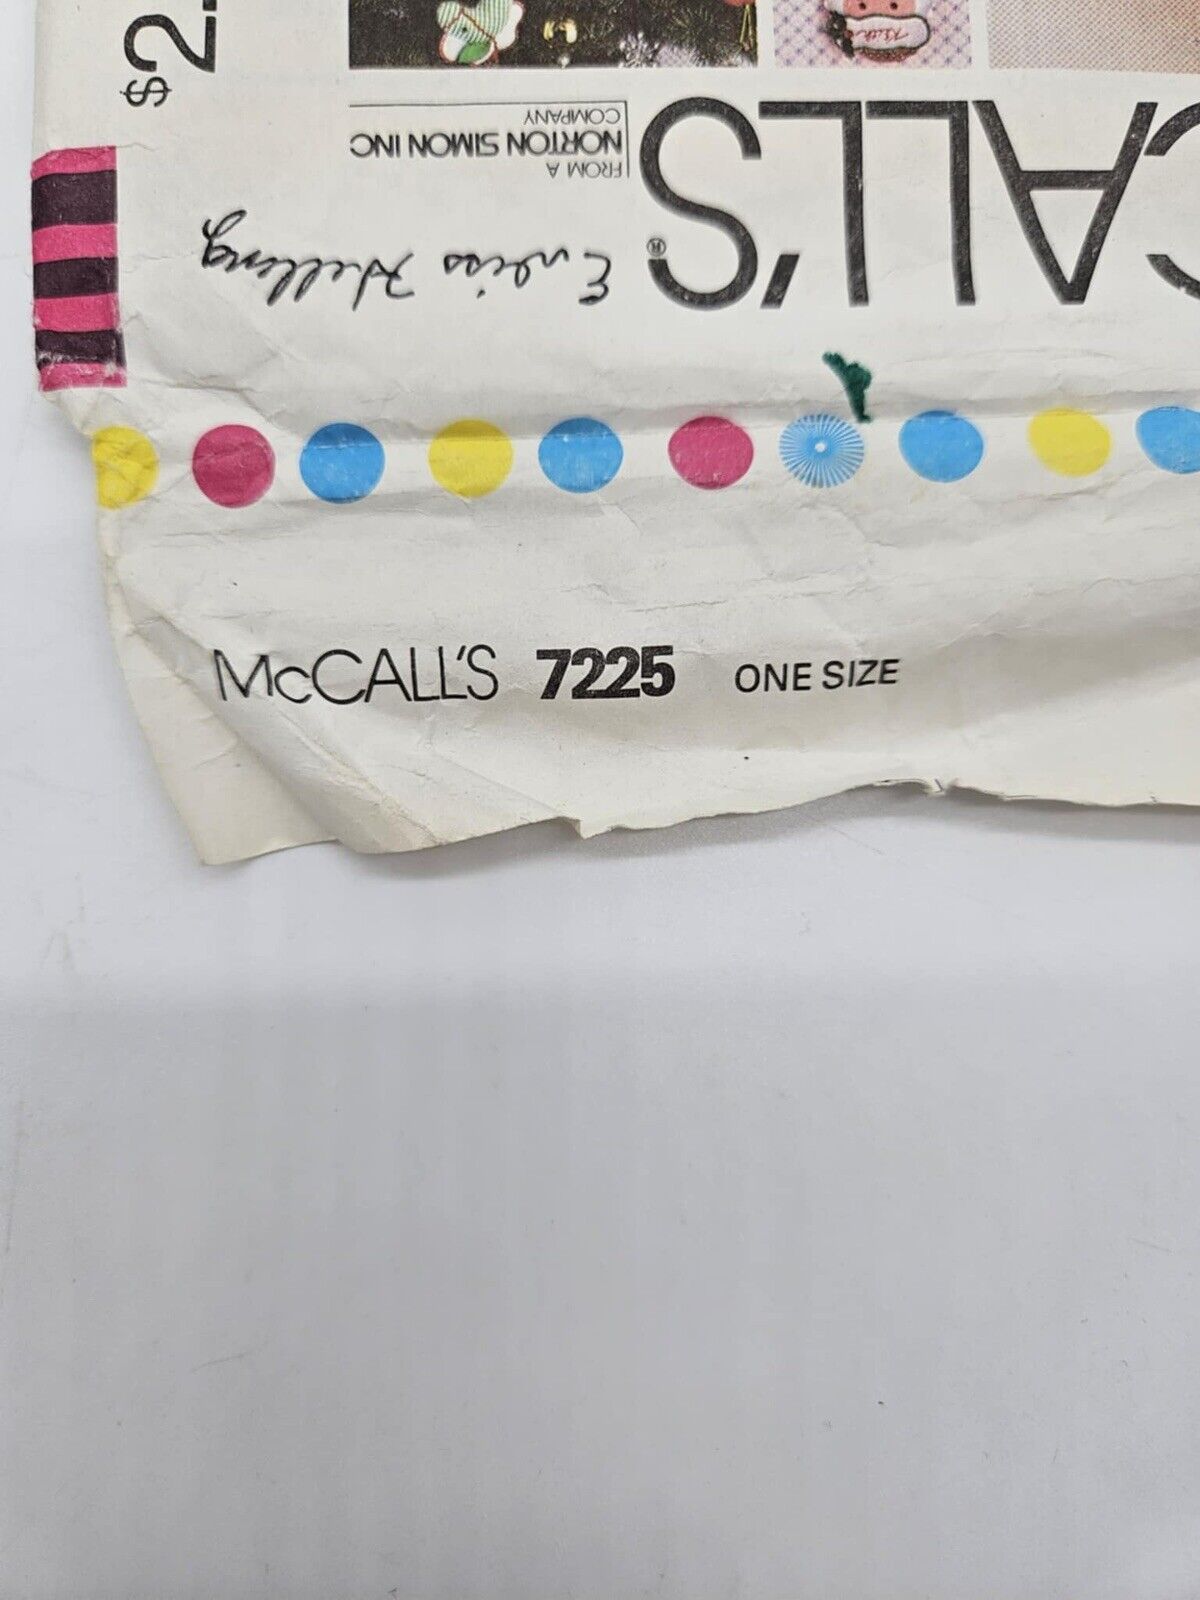 McCALL'S 7225 ONE SIZE
CALL'S®
FROM A
NORTON SIMON INC
COMPANY
$2.